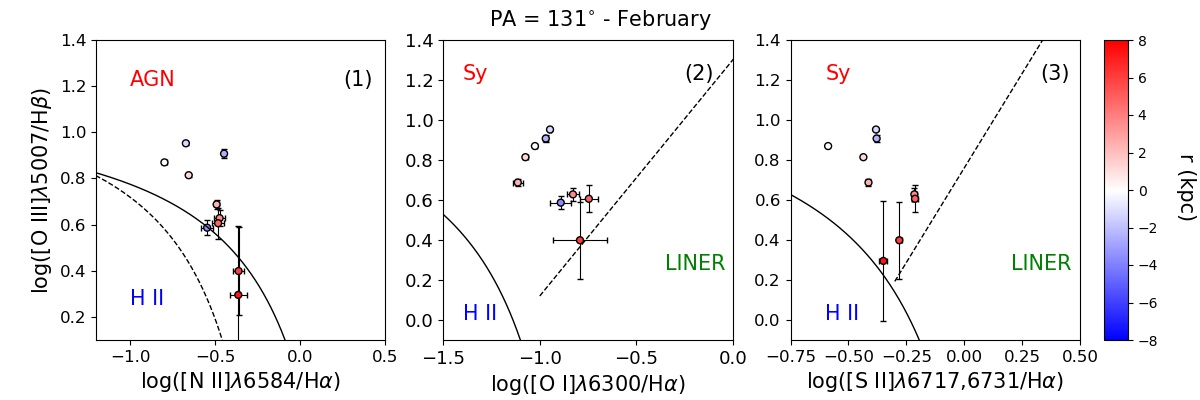 PA = 131° - February
log([O III]λ5007/Hβ)
1.4
1.2
1.0
0.8
0.6
0.4
0.2
AGN
(1)
H II
−1.0 −0.5 0.0 0.5
log([N II]λ6584/Hα)
1.4
1.2
1.0
0.8
0.6
0.4
0.2
0.0
Sy
(2)
LINER
H II
−1.5 −1.0 −0.5 0.0
log([O I]λ6300/Hα)
1.4
1.2
1.0
0.8
0.6
0.4
0.2
0.0
Sy
(3)
LINER
H II
−0.75 −0.50 −0.25 0.00 0.25 0.50
log([S II]λ6717,6731/Hα)
8
6
4
2
0
−2
−4
−6
−8
r (kpc)